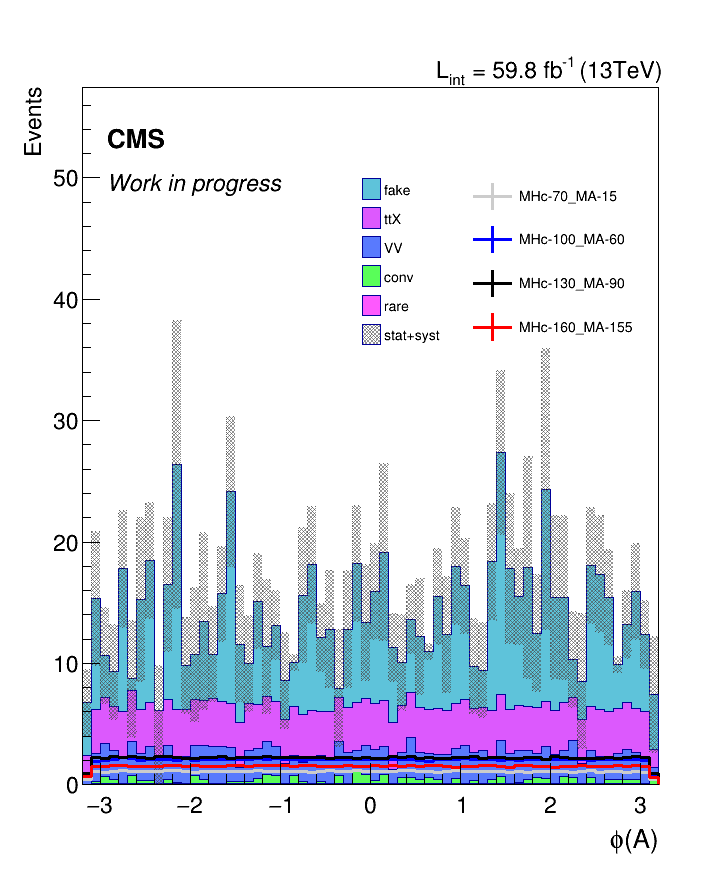 L_int = 59.8 fb^-1 (13TeV)
Events
CMS
Work in progress
fake
ttX
VV
conv
rare
stat+syst
MHc-70_MA-15
MHc-100_MA-60
MHc-130_MA-90
MHc-160_MA-155
50
40
30
20
10
0
−3 −2 −1 0 1 2 3
ϕ(A)